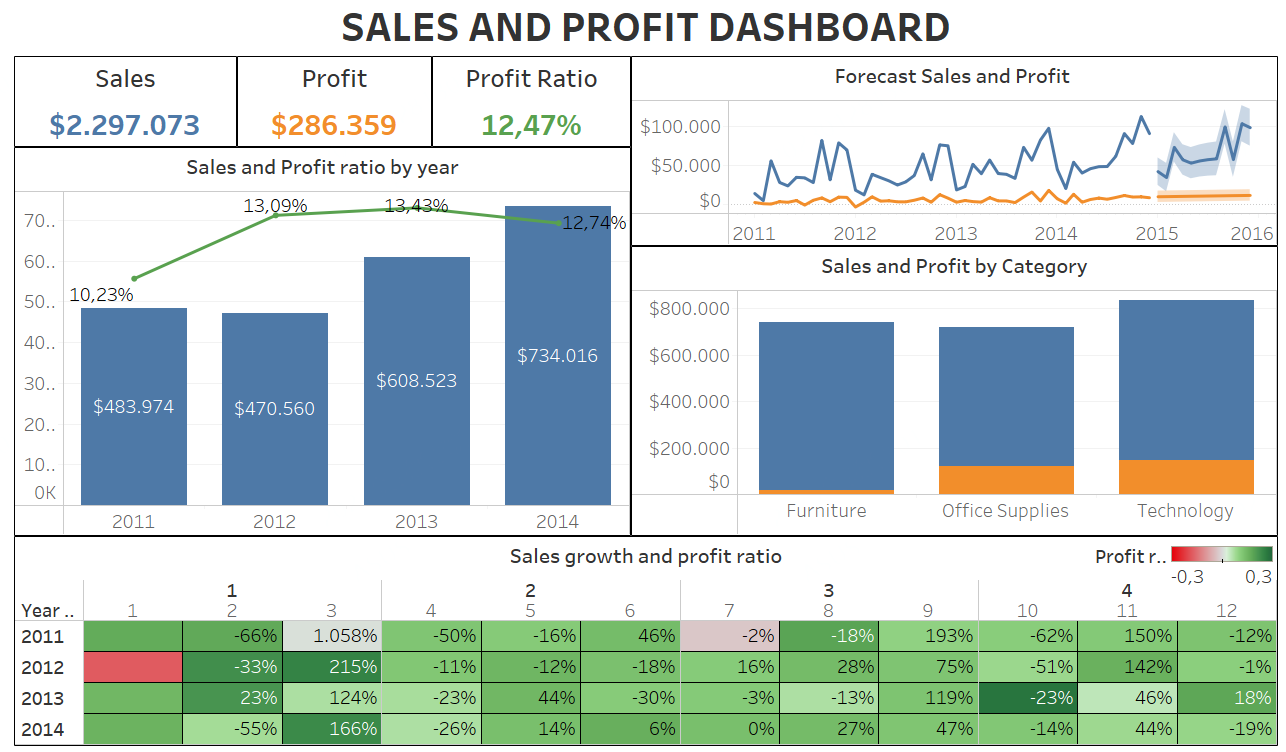 SALES AND PROFIT DASHBOARD
Sales
$2.297.073
Profit
$286.359
Profit Ratio
12,47%
Sales and Profit ratio by year
70..
60..
50..
40..
30..
20..
10..
0K
10,23%
13,09%
13,43%
12,74%
$483.974
$470.560
$608.523
$734.016
2011
2012
2013
2014
Forecast Sales and Profit
$100.000
$50.000
$0
2011
2012
2013
2014
2015
2016
Sales and Profit by Category
$800.000
$600.000
$400.000
$200.000
$0
Furniture
Office Supplies
Technology
Sales growth and profit ratio
Profit r..
-0,3 0,3
1 2 3 4
Year .. 1 2 3 4 5 6 7 8 9 10 11 12
2011 -66% 1.058% -50% -16% 46% -2% -18% 193% -62% 150% -12%
2012 -33% 215% -11% -12% -18% 16% 28% 75% -51% 142% -1%
2013 23% 124% -23% 44% -30% -3% -13% 119% -23% 46% 18%
2014 -55% 166% -26% 14% 6% 0% 27% 47% -14% 44% -19%